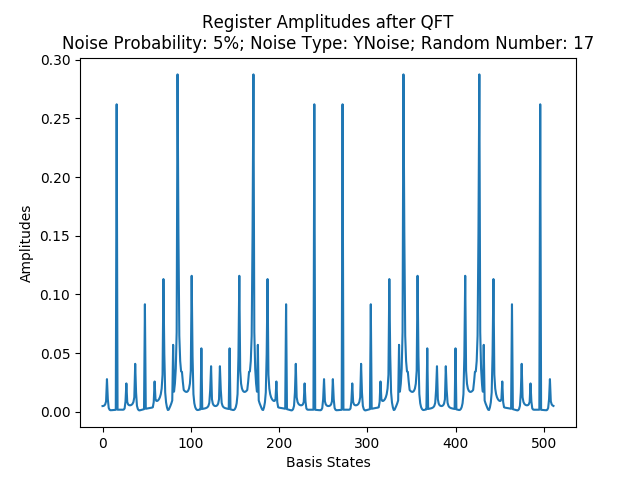 Register Amplitudes after QFT
Noise Probability: 5%; Noise Type: YNoise; Random Number: 17
0.30
0.25
0.20
0.15
0.10
0.05
0.00
Amplitudes
0 100 200 300 400 500
Basis States